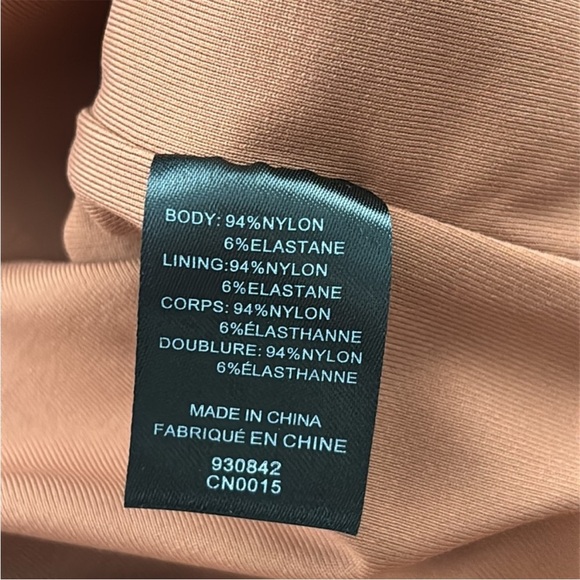 BODY: 94%NYLON
6%ELASTANE
LINING:94%NYLON
6%ELASTANE
CORPS: 94%NYLON
6%ÉLASTHANNE
DOUBLURE: 94%NYLON
6%ÉLASTHANNE
MADE IN CHINA
FABRIQUÉ EN CHINE
930842
CN0015